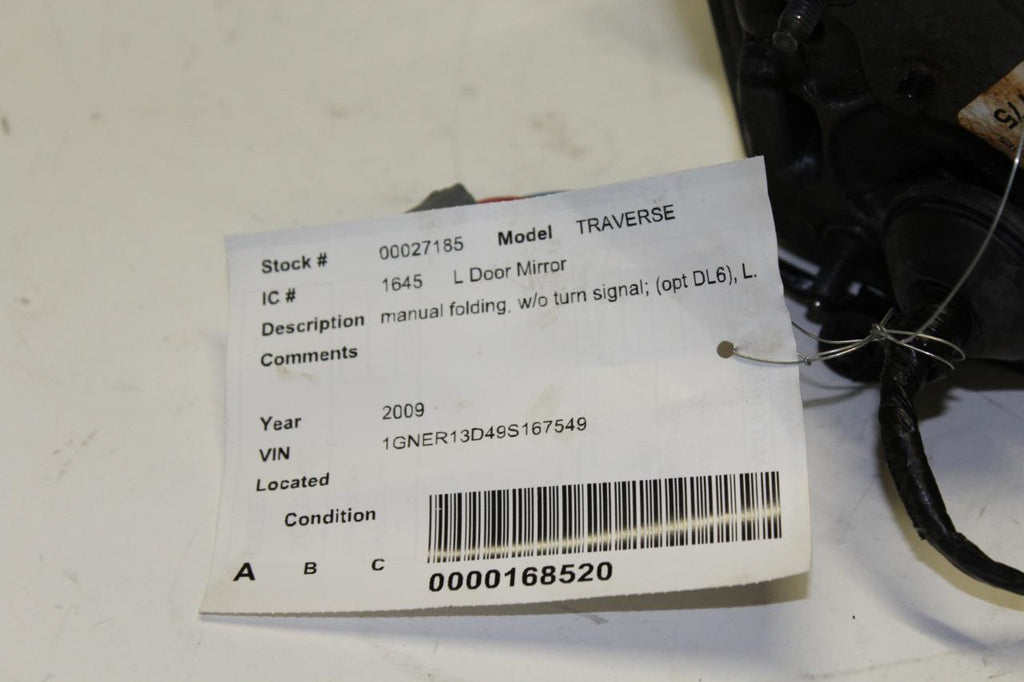 Stock # 00027185 Model TRAVERSE
IC # 1645 L Door Mirror
Description manual folding, w/o turn signal; (opt DL6), L.
Comments
Year 2009
VIN 1GNER13D49S167549
Located
Condition
A B C
0000168520
75